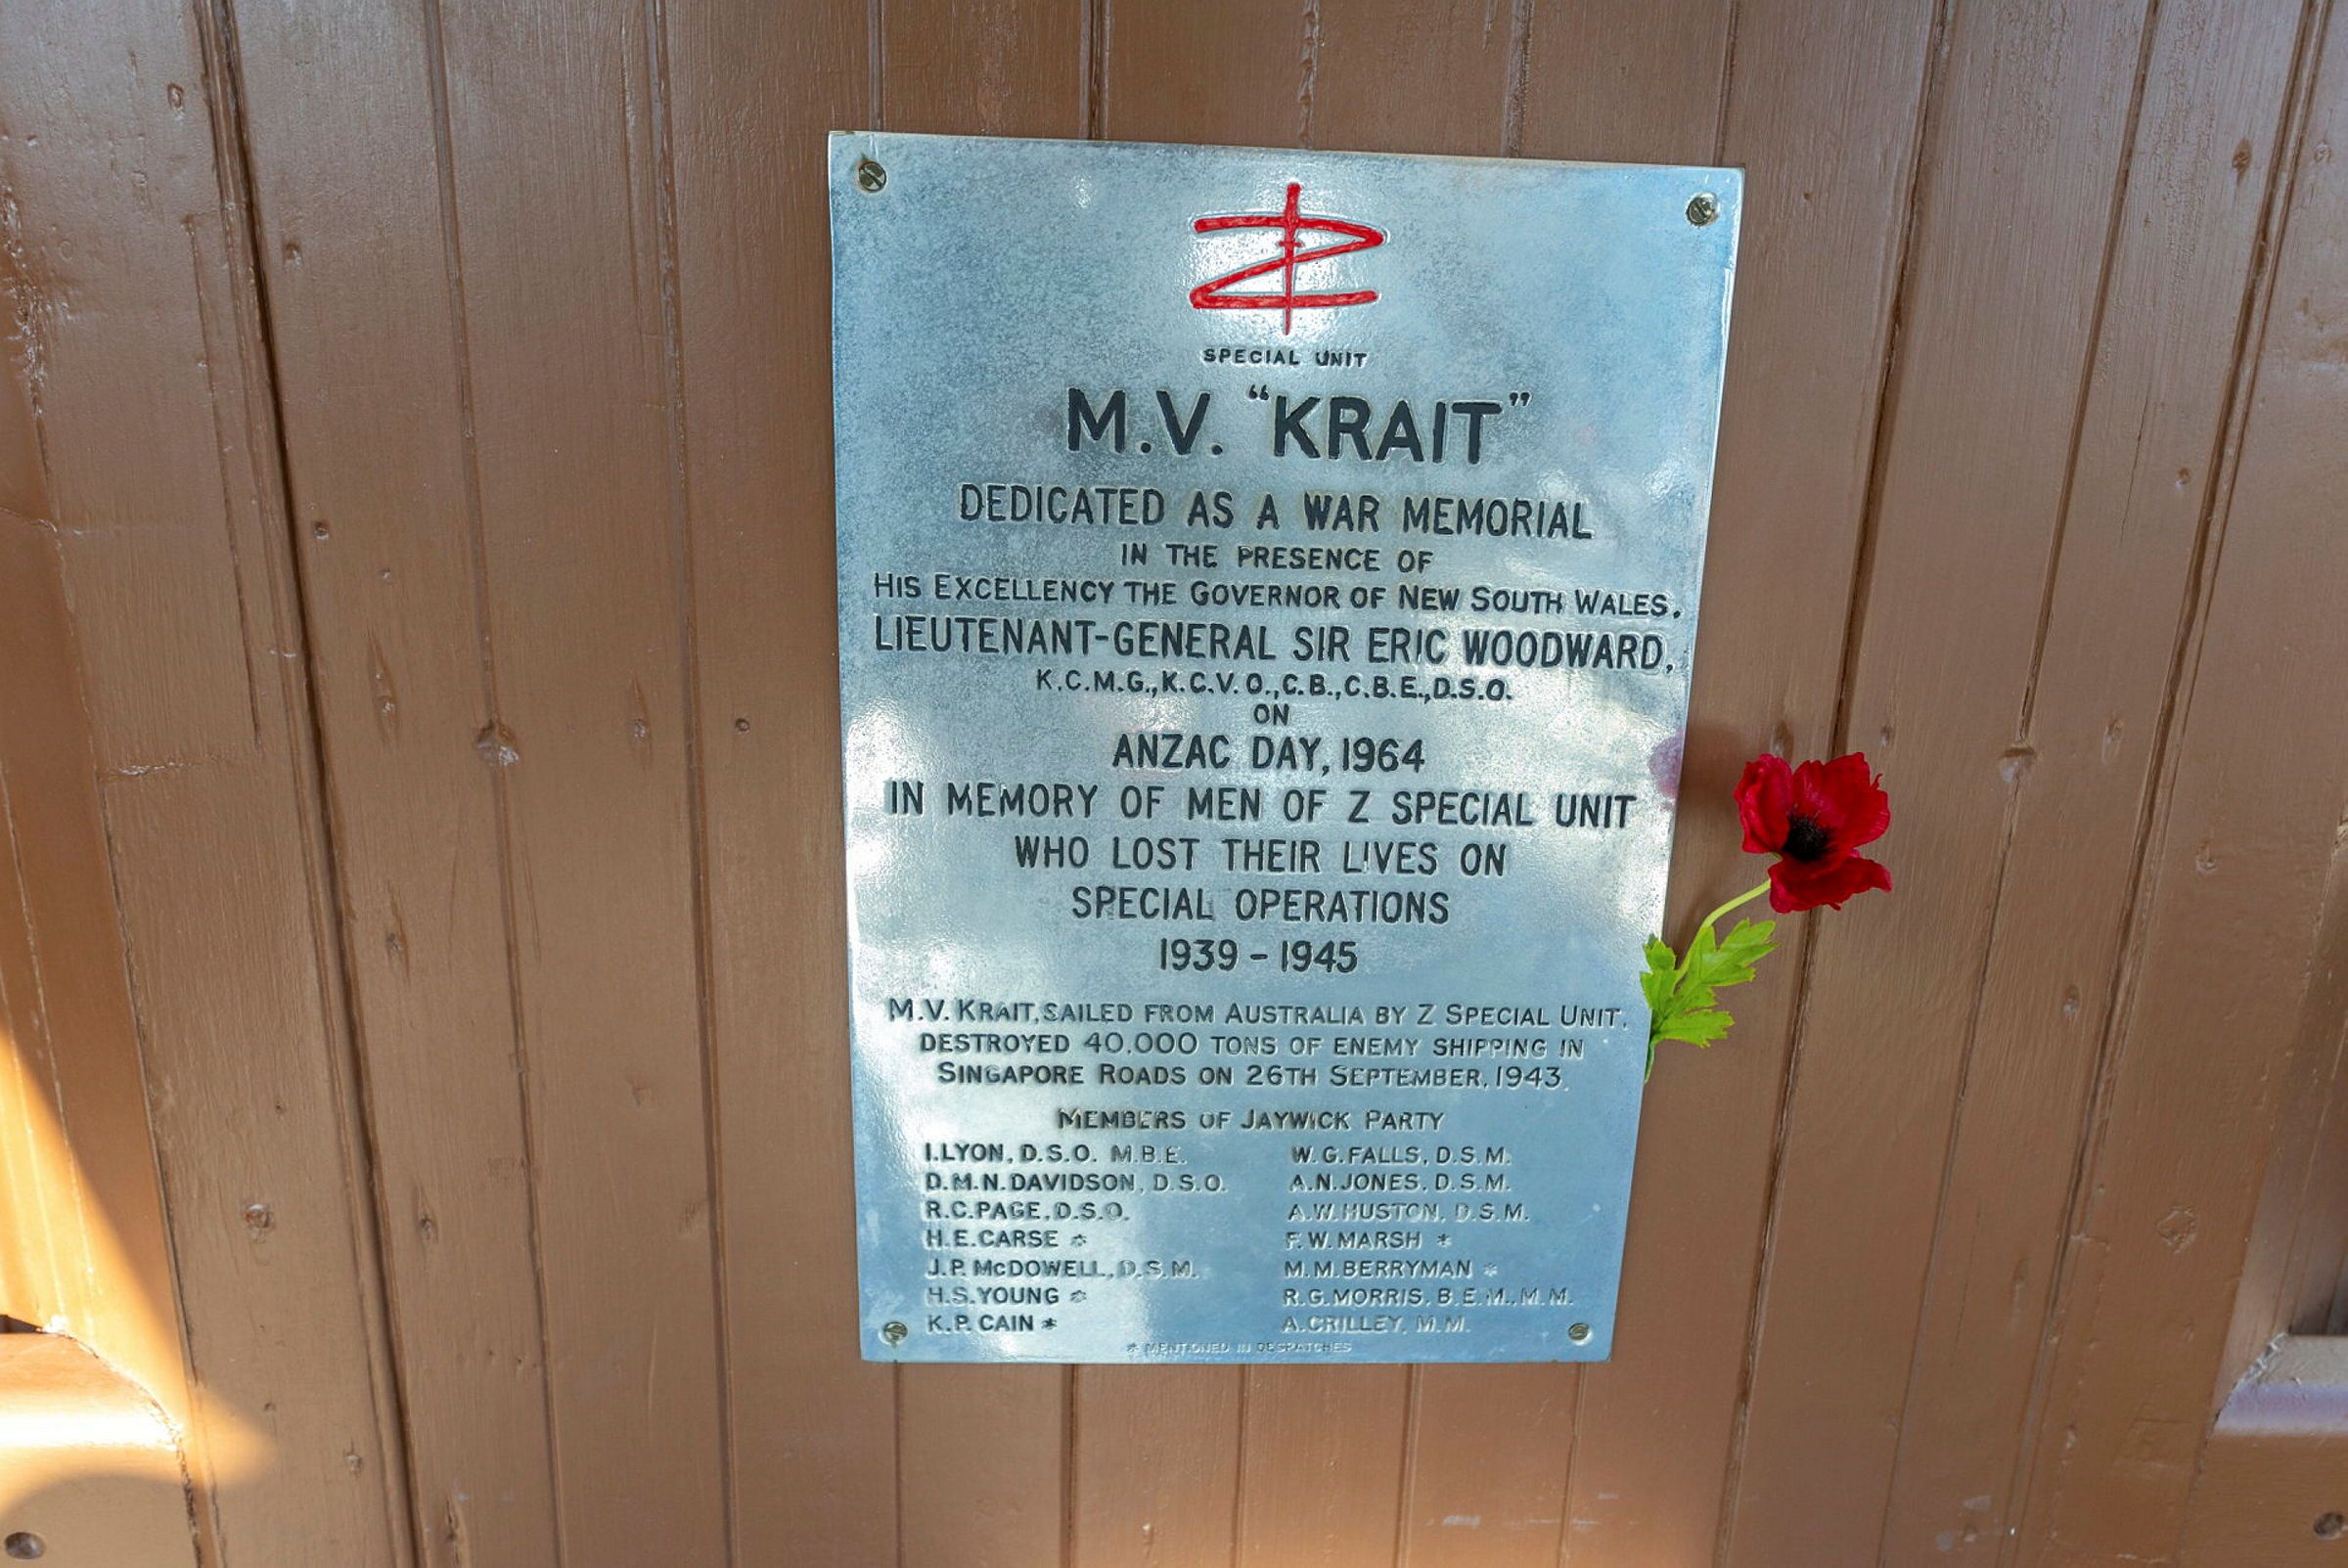 Z
SPECIAL UNIT
M.V. "KRAIT"
DEDICATED AS A WAR MEMORIAL
IN THE PRESENCE OF
HIS EXCELLENCY THE GOVERNOR OF NEW SOUTH WALES.
LIEUTENANT-GENERAL SIR ERIC WOODWARD,
K.C.M.G.,K.C.V.O.,C.B.,C.B.E.,D.S.O.
ON
ANZAC DAY, 1964
IN MEMORY OF MEN OF Z SPECIAL UNIT
WHO LOST THEIR LIVES ON
SPECIAL OPERATIONS
1939 - 1945
M.V. KRAIT, SAILED FROM AUSTRALIA BY Z SPECIAL UNIT.
DESTROYED 40,000 TONS OF ENEMY SHIPPING IN
SINGAPORE ROADS ON 26TH SEPTEMBER, 1943.
MEMBERS OF JAYWICK PARTY
I.LYON, D.S.O. M.B.E. W.G.FALLS, D.S.M.
D.M.N.DAVIDSON, D.S.O. A.N.JONES, D.S.M.
R.C.PAGE, D.S.O. A.W.HUSTON, D.S.M.
H.E.CARSE * F.W.MARSH *
J.P. McDOWELL, D.S.M. M.M.BERRYMAN *
H.S.YOUNG * R.G.MORRIS, B.E.M., M.M.
K.P. CAIN * A.CRILLEY, M.M.
* MENTIONED IN DESPATCHES